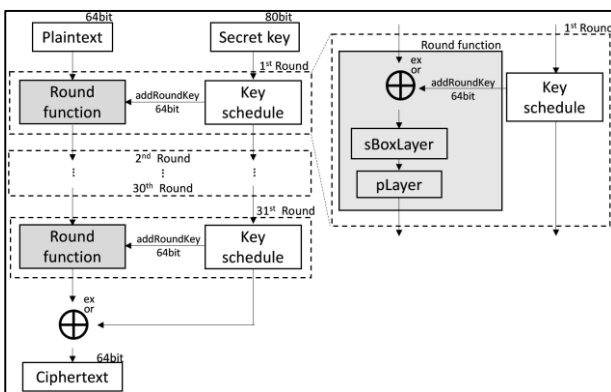 64bit
80bit
Plaintext
Secret key
1st Round
Round
function
addRoundKey
64bit
Key
schedule
2nd Round
⋮
30th Round
31st Round
Round
function
addRoundKey
64bit
Key
schedule
ex
or
64bit
Ciphertext
1st Round
Round function
ex
or
addRoundKey
64bit
Key
schedule
sBoxLayer
pLayer